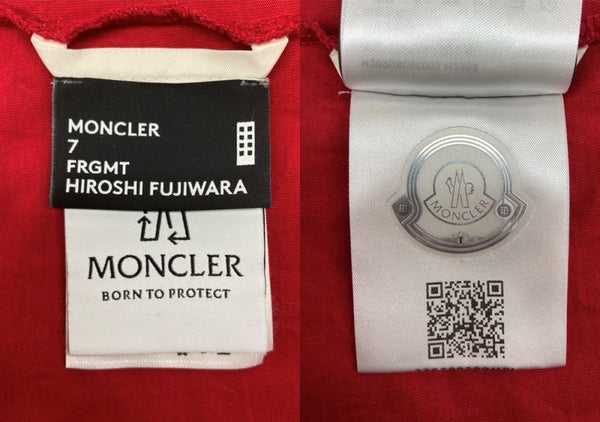 MONCLER
7
FRGMT
HIROSHI FUJIWARA
MONCLER
BORN TO PROTECT
MONCLER